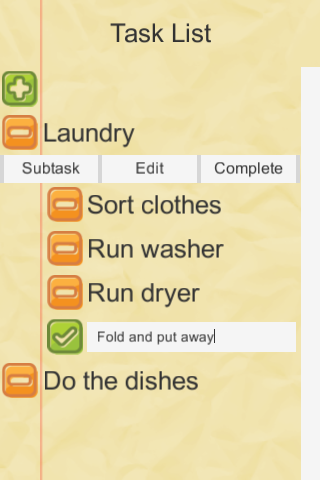 Task List
Laundry
Subtask Edit Complete
Sort clothes
Run washer
Run dryer
Fold and put away
Do the dishes